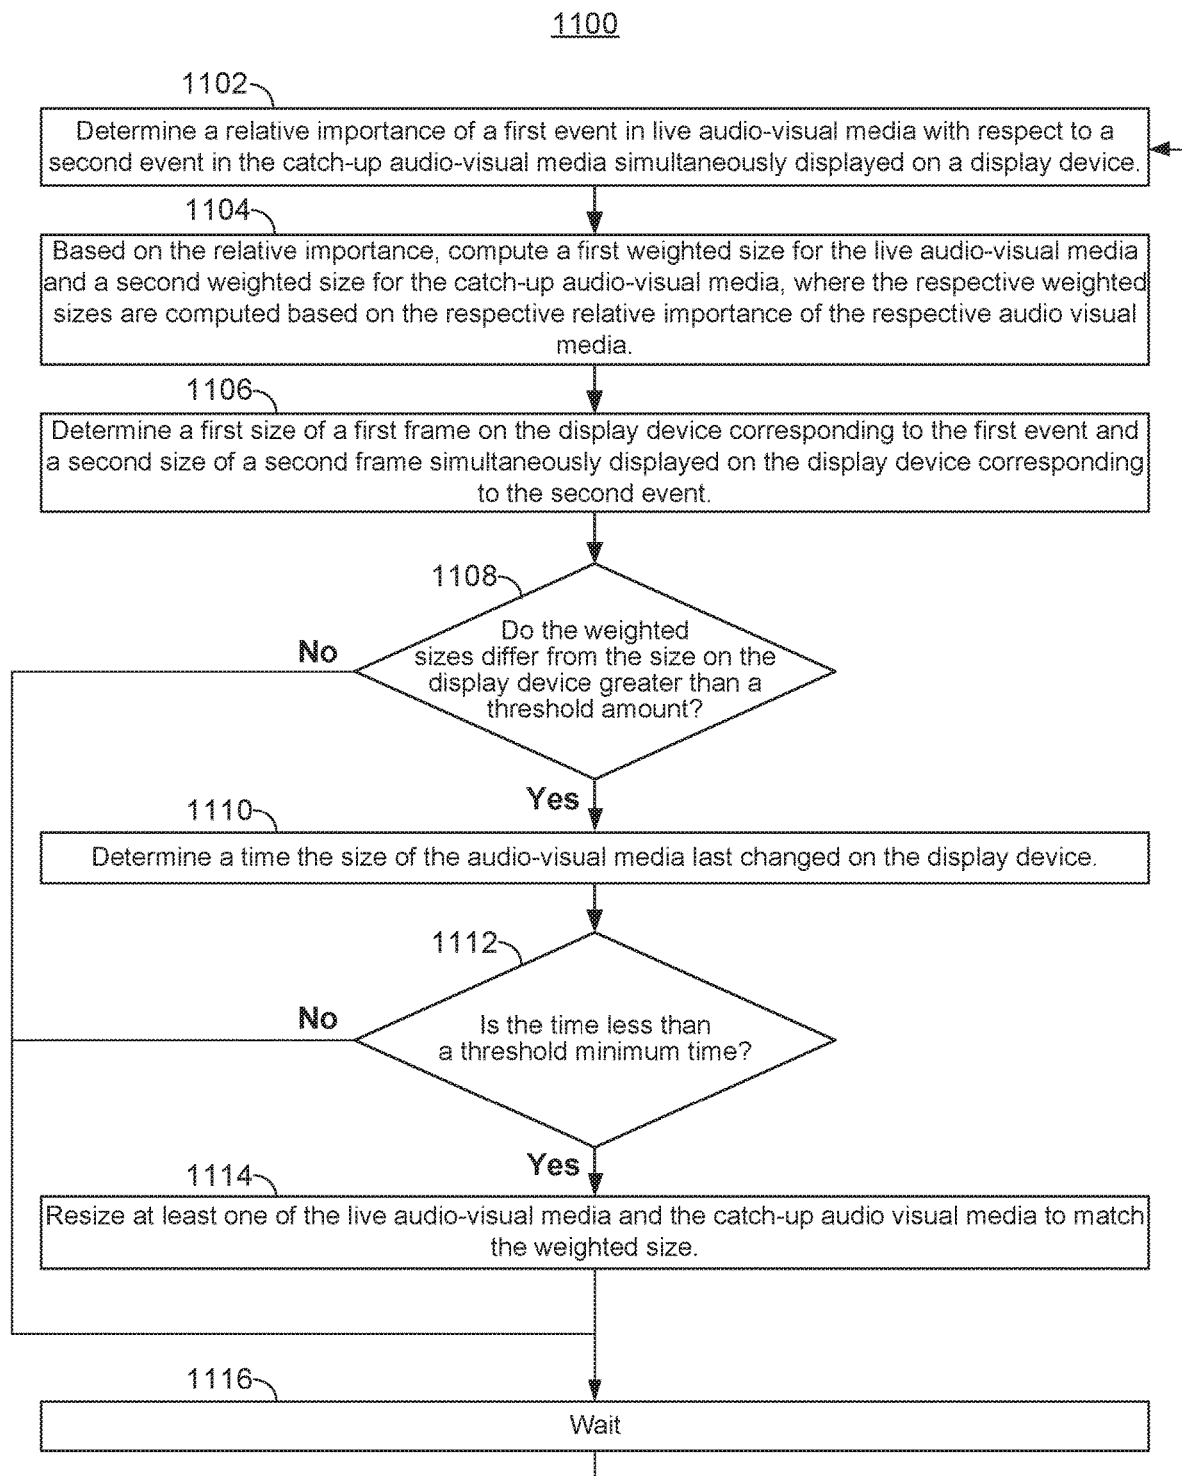 1100
1102
Determine a relative importance of a first event in live audio-visual media with respect to a
second event in the catch-up audio-visual media simultaneously displayed on a display device.
1104
Based on the relative importance, compute a first weighted size for the live audio-visual media
and a second weighted size for the catch-up audio-visual media, where the respective weighted
sizes are computed based on the respective relative importance of the respective audio visual
media.
1106
Determine a first size of a first frame on the display device corresponding to the first event and
a second size of a second frame simultaneously displayed on the display device corresponding
to the second event.
1108
No
Do the weighted
sizes differ from the size on the
display device greater than a
threshold amount?
Yes
1110
Determine a time the size of the audio-visual media last changed on the display device.
1112
No
Is the time less than
a threshold minimum time?
Yes
1114
Resize at least one of the live audio-visual media and the catch-up audio visual media to match
the weighted size.
1116
Wait